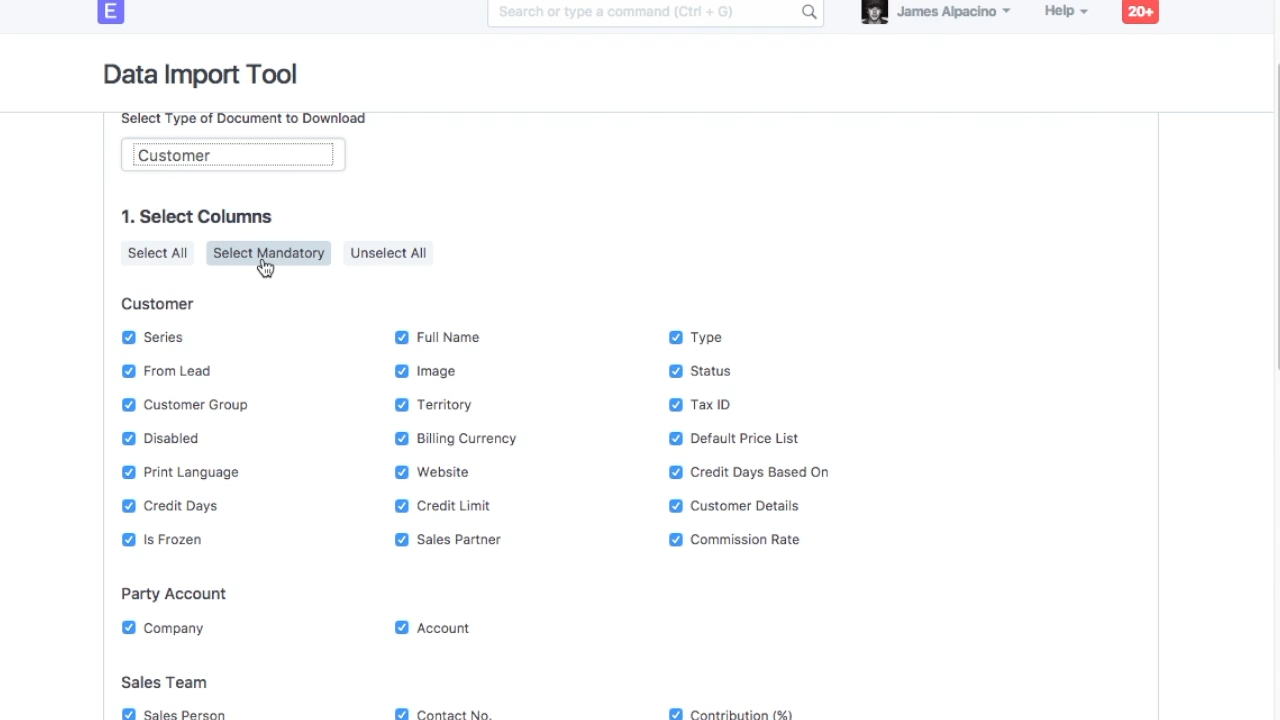 E
Search or type a command (Ctrl + G)
James Alpacino
Help
20+
Data Import Tool
Select Type of Document to Download
Customer
1. Select Columns
Select All
Select Mandatory
Unselect All
Customer
Series
Full Name
Type
From Lead
Image
Status
Customer Group
Territory
Tax ID
Disabled
Billing Currency
Default Price List
Print Language
Website
Credit Days Based On
Credit Days
Credit Limit
Customer Details
Is Frozen
Sales Partner
Commission Rate
Party Account
Company
Account
Sales Team
Sales Person
Contact No.
Contribution (%)